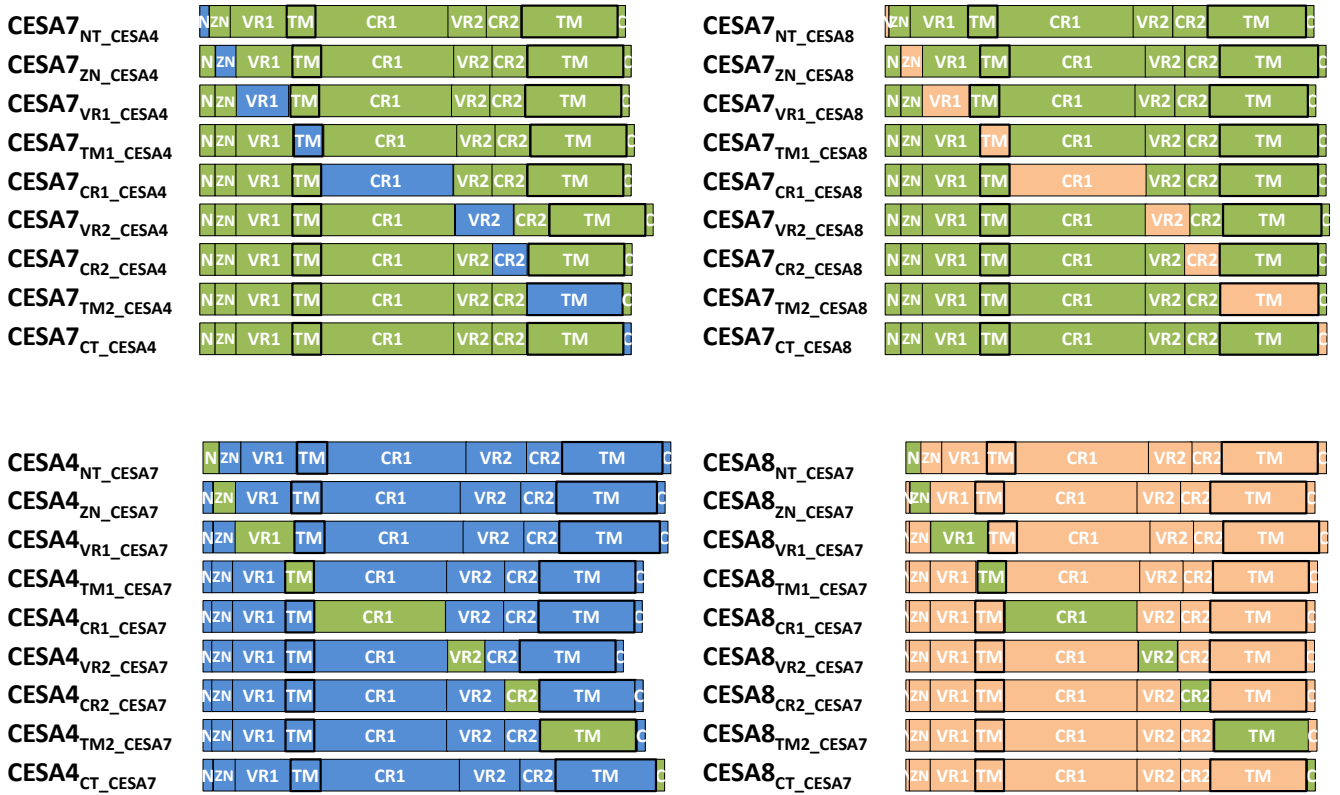 CESA7NT_CESA4 N ZN VR1 TM CR1 VR2 CR2 TM C
CESA7ZN_CESA4 N ZN VR1 TM CR1 VR2 CR2 TM C
CESA7VR1_CESA4 N ZN VR1 TM CR1 VR2 CR2 TM C
CESA7TM1_CESA4 N ZN VR1 TM CR1 VR2 CR2 TM C
CESA7CR1_CESA4 N ZN VR1 TM CR1 VR2 CR2 TM C
CESA7VR2_CESA4 N ZN VR1 TM CR1 VR2 CR2 TM C
CESA7CR2_CESA4 N ZN VR1 TM CR1 VR2 CR2 TM C
CESA7TM2_CESA4 N ZN VR1 TM CR1 VR2 CR2 TM C
CESA7CT_CESA4 N ZN VR1 TM CR1 VR2 CR2 TM C
CESA7NT_CESA8 N ZN VR1 TM CR1 VR2 CR2 TM C
CESA7ZN_CESA8 N ZN VR1 TM CR1 VR2 CR2 TM C
CESA7VR1_CESA8 N ZN VR1 TM CR1 VR2 CR2 TM C
CESA7TM1_CESA8 N ZN VR1 TM CR1 VR2 CR2 TM C
CESA7CR1_CESA8 N ZN VR1 TM CR1 VR2 CR2 TM C
CESA7VR2_CESA8 N ZN VR1 TM CR1 VR2 CR2 TM C
CESA7CR2_CESA8 N ZN VR1 TM CR1 VR2 CR2 TM C
CESA7TM2_CESA8 N ZN VR1 TM CR1 VR2 CR2 TM C
CESA7CT_CESA8 N ZN VR1 TM CR1 VR2 CR2 TM C
CESA4NT_CESA7 N ZN VR1 TM CR1 VR2 CR2 TM C
CESA4ZN_CESA7 N ZN VR1 TM CR1 VR2 CR2 TM C
CESA4VR1_CESA7 N ZN VR1 TM CR1 VR2 CR2 TM C
CESA4TM1_CESA7 N ZN VR1 TM CR1 VR2 CR2 TM C
CESA4CR1_CESA7 N ZN VR1 TM CR1 VR2 CR2 TM C
CESA4VR2_CESA7 N ZN VR1 TM CR1 VR2 CR2 TM C
CESA4CR2_CESA7 N ZN VR1 TM CR1 VR2 CR2 TM C
CESA4TM2_CESA7 N ZN VR1 TM CR1 VR2 CR2 TM C
CESA4CT_CESA7 N ZN VR1 TM CR1 VR2 CR2 TM C
CESA8NT_CESA7 N ZN VR1 TM CR1 VR2 CR2 TM C
CESA8ZN_CESA7 ZN VR1 TM CR1 VR2 CR2 TM C
CESA8VR1_CESA7 ZN VR1 TM CR1 VR2 CR2 TM C
CESA8TM1_CESA7 ZN VR1 TM CR1 VR2 CR2 TM C
CESA8CR1_CESA7 ZN VR1 TM CR1 VR2 CR2 TM C
CESA8VR2_CESA7 ZN VR1 TM CR1 VR2 CR2 TM C
CESA8CR2_CESA7 ZN VR1 TM CR1 VR2 CR2 TM C
CESA8TM2_CESA7 ZN VR1 TM CR1 VR2 CR2 TM C
CESA8CT_CESA7 ZN VR1 TM CR1 VR2 CR2 TM C